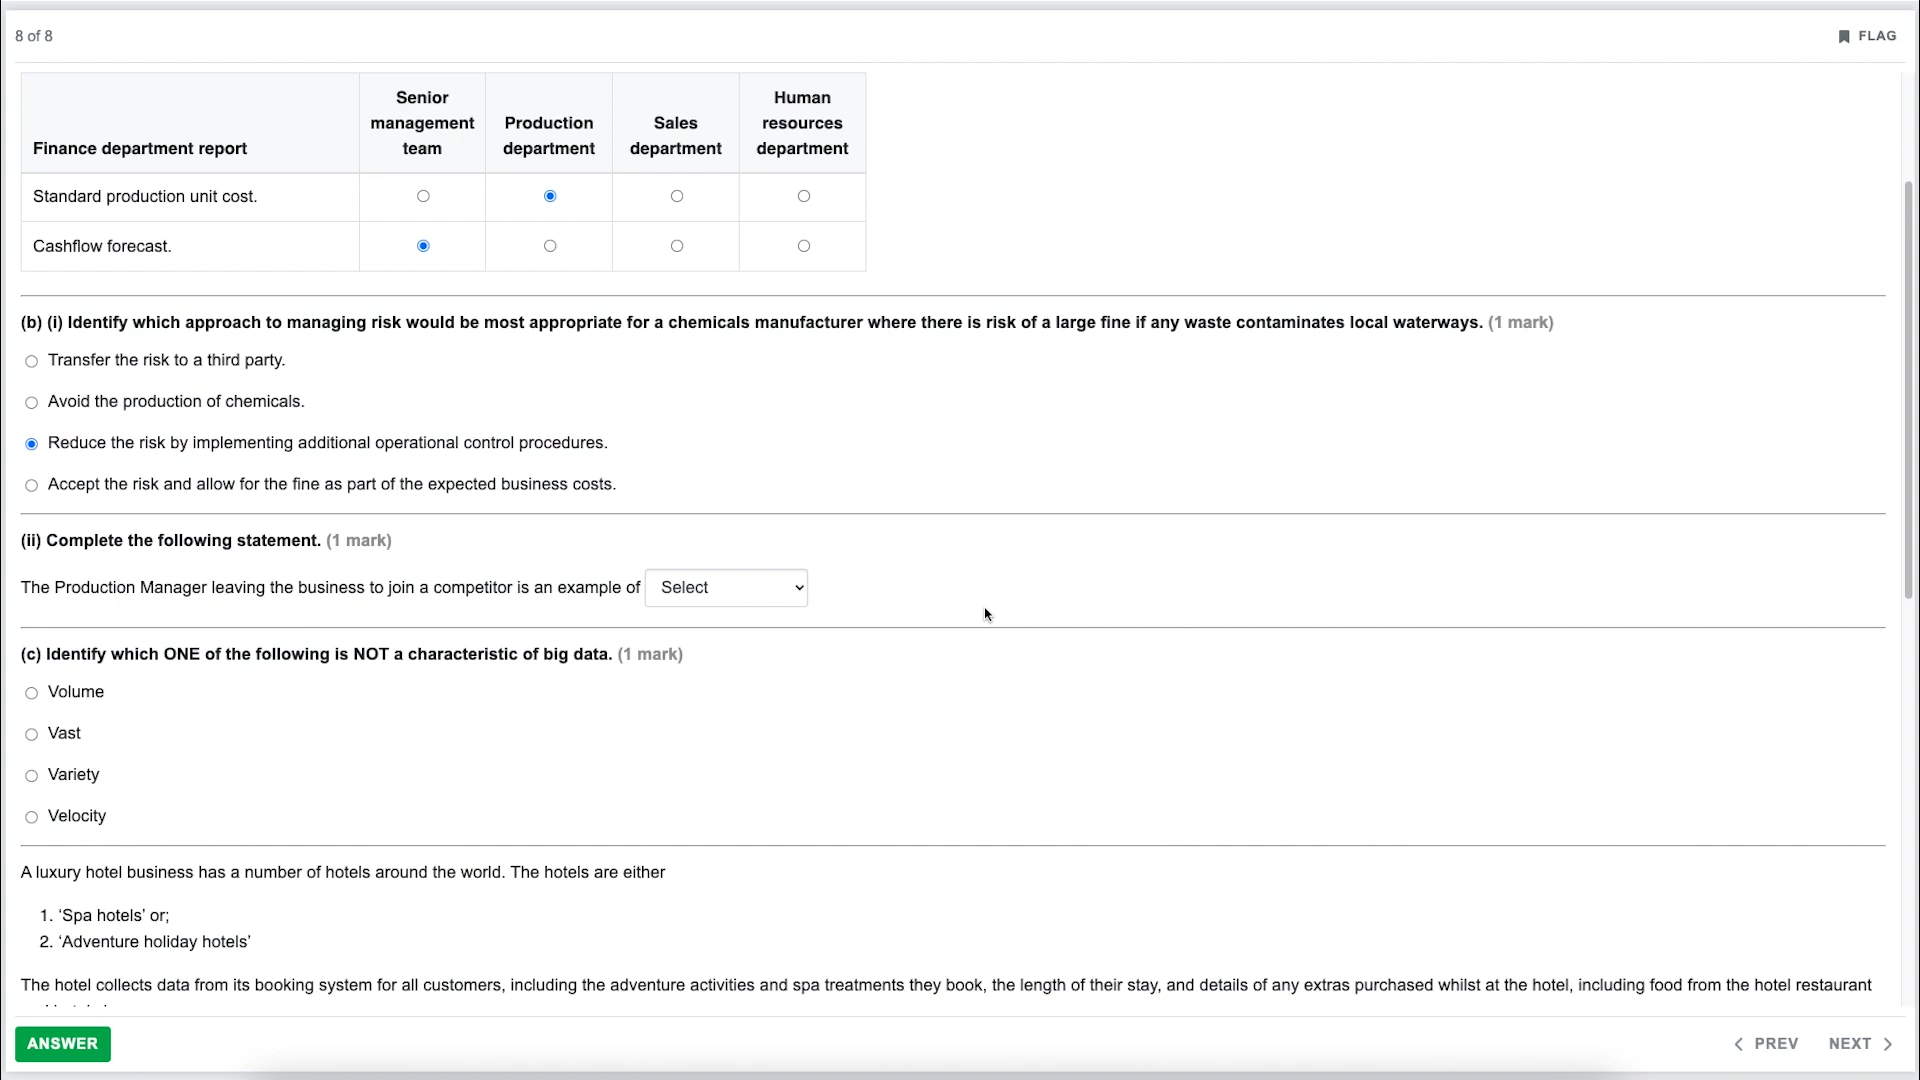 8 of 8
FLAG
Finance department report
Senior management team
Production department
Sales department
Human resources department
Standard production unit cost.
Cashflow forecast.
(b) (i) Identify which approach to managing risk would be most appropriate for a chemicals manufacturer where there is risk of a large fine if any waste contaminates local waterways. (1 mark)
Transfer the risk to a third party.
Avoid the production of chemicals.
Reduce the risk by implementing additional operational control procedures.
Accept the risk and allow for the fine as part of the expected business costs.
(ii) Complete the following statement. (1 mark)
The Production Manager leaving the business to join a competitor is an example of Select
(c) Identify which ONE of the following is NOT a characteristic of big data. (1 mark)
Volume
Vast
Variety
Velocity
A luxury hotel business has a number of hotels around the world. The hotels are either
1. ‘Spa hotels’ or;
2. ‘Adventure holiday hotels’
The hotel collects data from its booking system for all customers, including the adventure activities and spa treatments they book, the length of their stay, and details of any extras purchased whilst at the hotel, including food from the hotel restaurant
ANSWER
PREV
NEXT